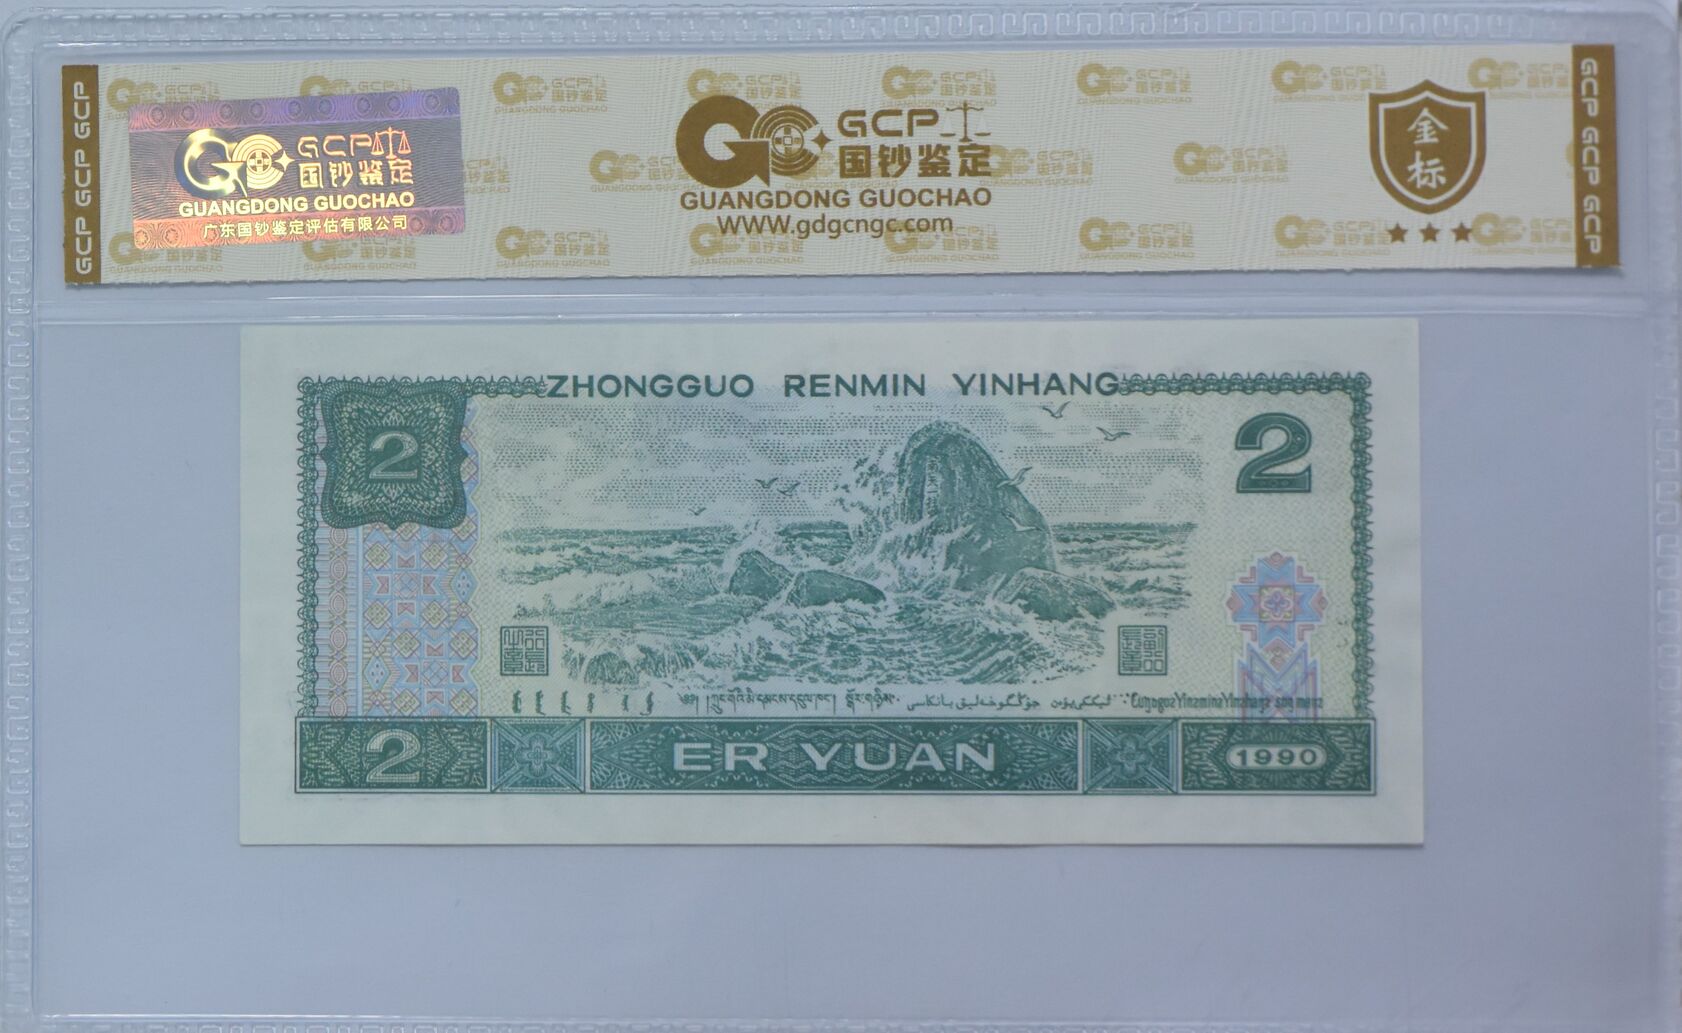 GCP GCP GCP
GCP
国钞鉴定
GUANGDONG GUOCHAO
广东国钞鉴定评估有限公司
GCP
国钞鉴定
GUANGDONG GUOCHAO
WWW.gdgcngc.com
金标
GCP GCP GCP
ZHONGGUO RENMIN YINHANG
2
2
2
ER YUAN
1990